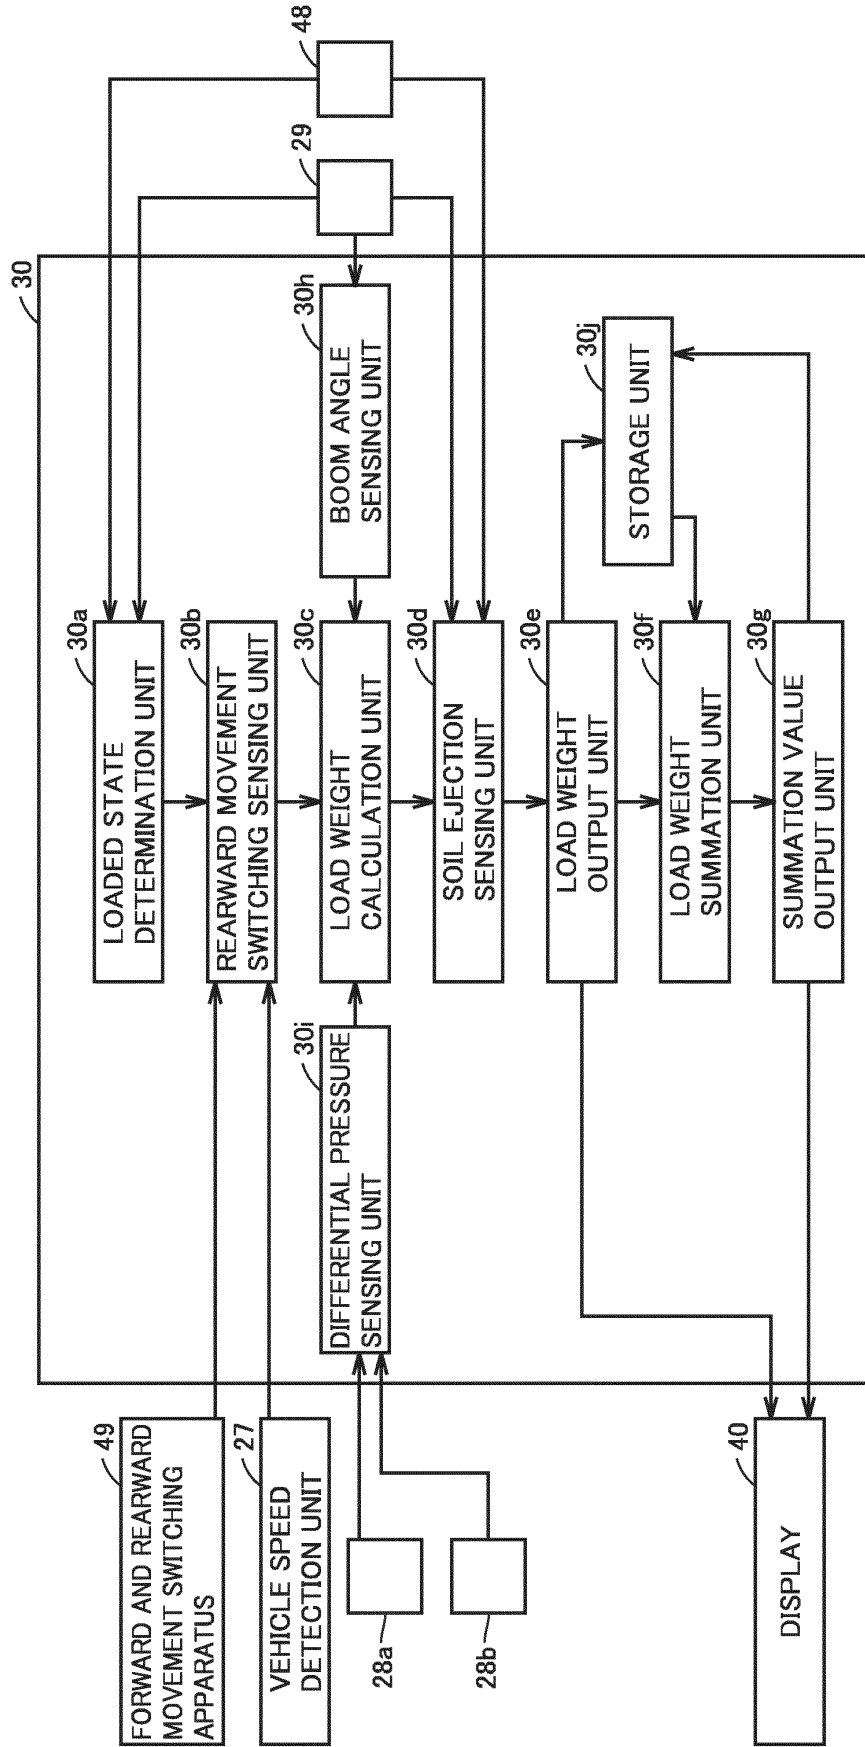 30
FORWARD AND REARWARD
MOVEMENT SWITCHING
APPARATUS
49
VEHICLE SPEED
DETECTION UNIT
27
28a
28b
DISPLAY
40
DIFFERENTIAL PRESSURE
SENSING UNIT
30i
LOADED STATE
DETERMINATION UNIT
30a
REARWARD MOVEMENT
SWITCHING SENSING UNIT
30b
LOAD WEIGHT
CALCULATION UNIT
30c
SOIL EJECTION
SENSING UNIT
30d
LOAD WEIGHT
OUTPUT UNIT
30e
LOAD WEIGHT
SUMMATION UNIT
30f
SUMMATION VALUE
OUTPUT UNIT
30g
BOOM ANGLE
SENSING UNIT
30h
STORAGE UNIT
30j
29
48